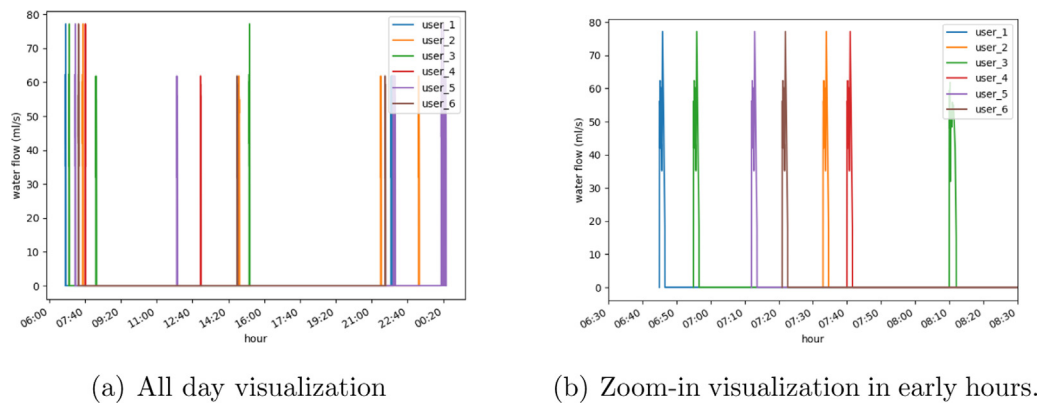 80
70
60
50
40
30
20
10
0
water flow (ml/s)
user_1
user_2
user_3
user_4
user_5
user_6
06:00
07:40
09:20
11:00
12:40
14:20
16:00
17:40
19:20
21:00
22:40
00:20
hour
(a) All day visualization
80
70
60
50
40
30
20
10
0
water flow (ml/s)
user_1
user_2
user_3
user_4
user_5
user_6
06:30
06:40
06:50
07:00
07:10
07:20
07:30
07:40
07:50
08:00
08:10
08:20
08:30
hour
(b) Zoom-in visualization in early hours.